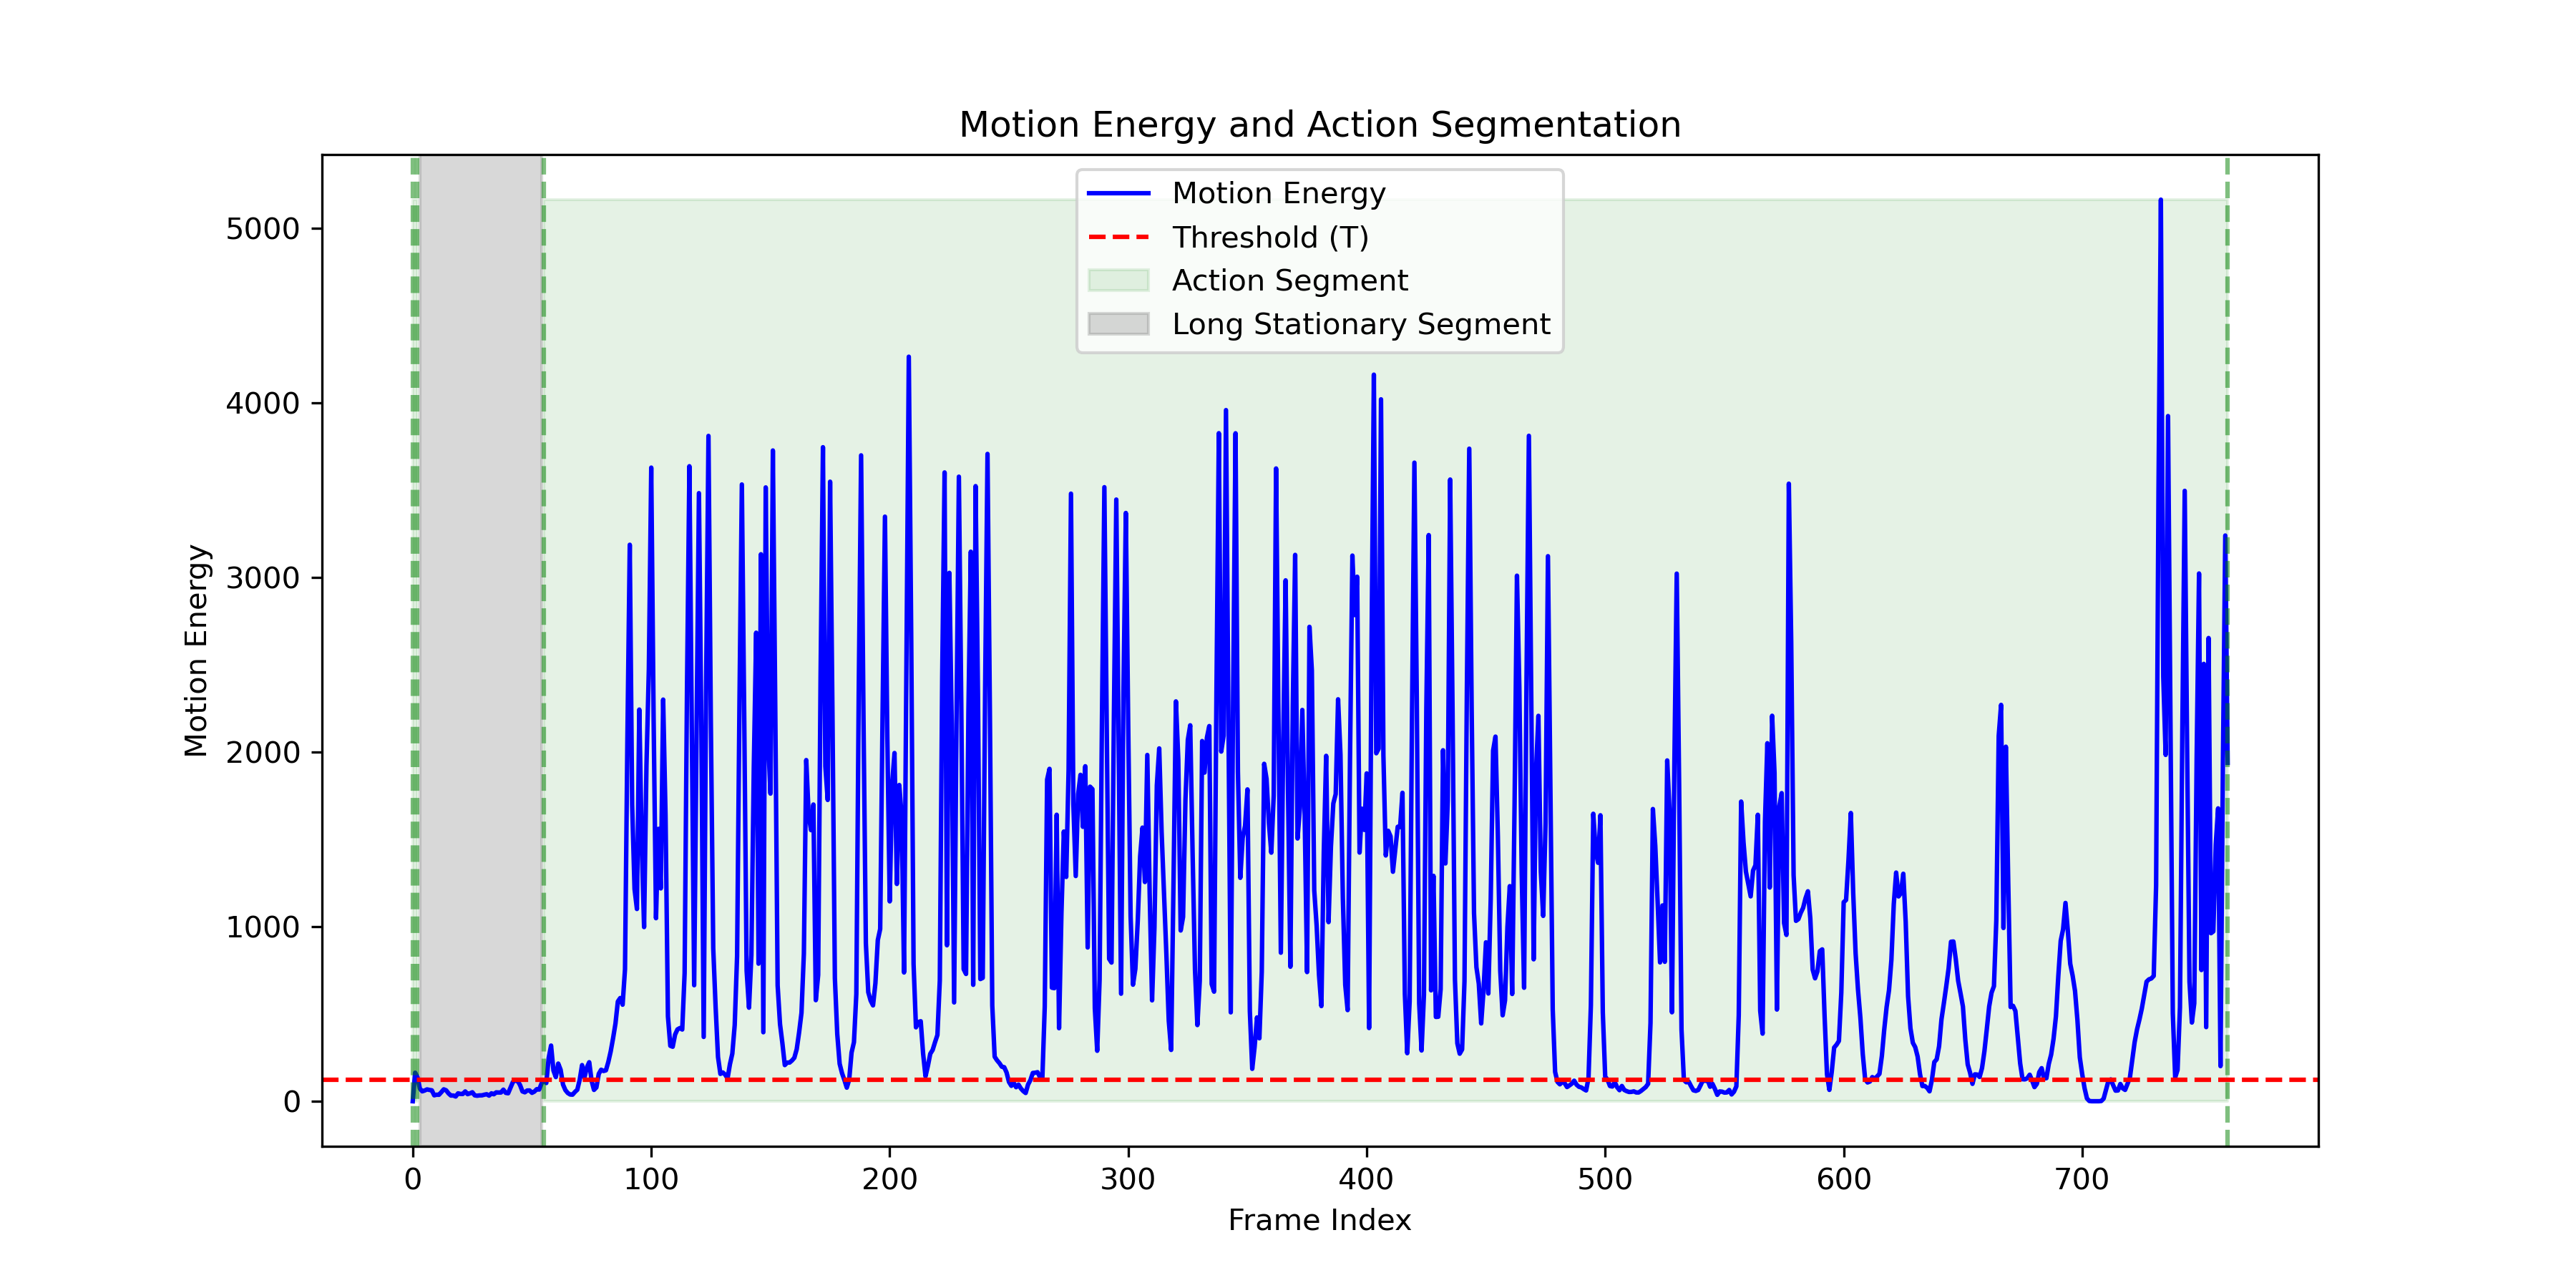 Motion Energy and Action Segmentation
Motion Energy
Threshold (T)
Action Segment
Long Stationary Segment
5000
4000
3000
2000
1000
0
Motion Energy
0 100 200 300 400 500 600 700
Frame Index